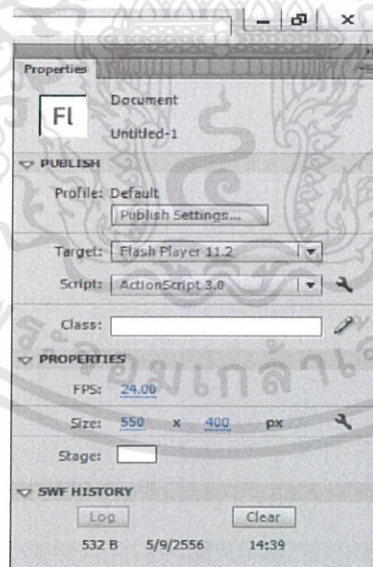 Properties
Fl
Document
Untitled-1
PUBLISH
Profile: Default
Publish Settings...
Target: Flash Player 11.2
Script: ActionScript 3.0
Class:
PROPERTIES
FPS: 24.00
Size: 550 x 400 px
Stage:
SWF HISTORY
Log Clear
532 B 5/9/2556 14:39